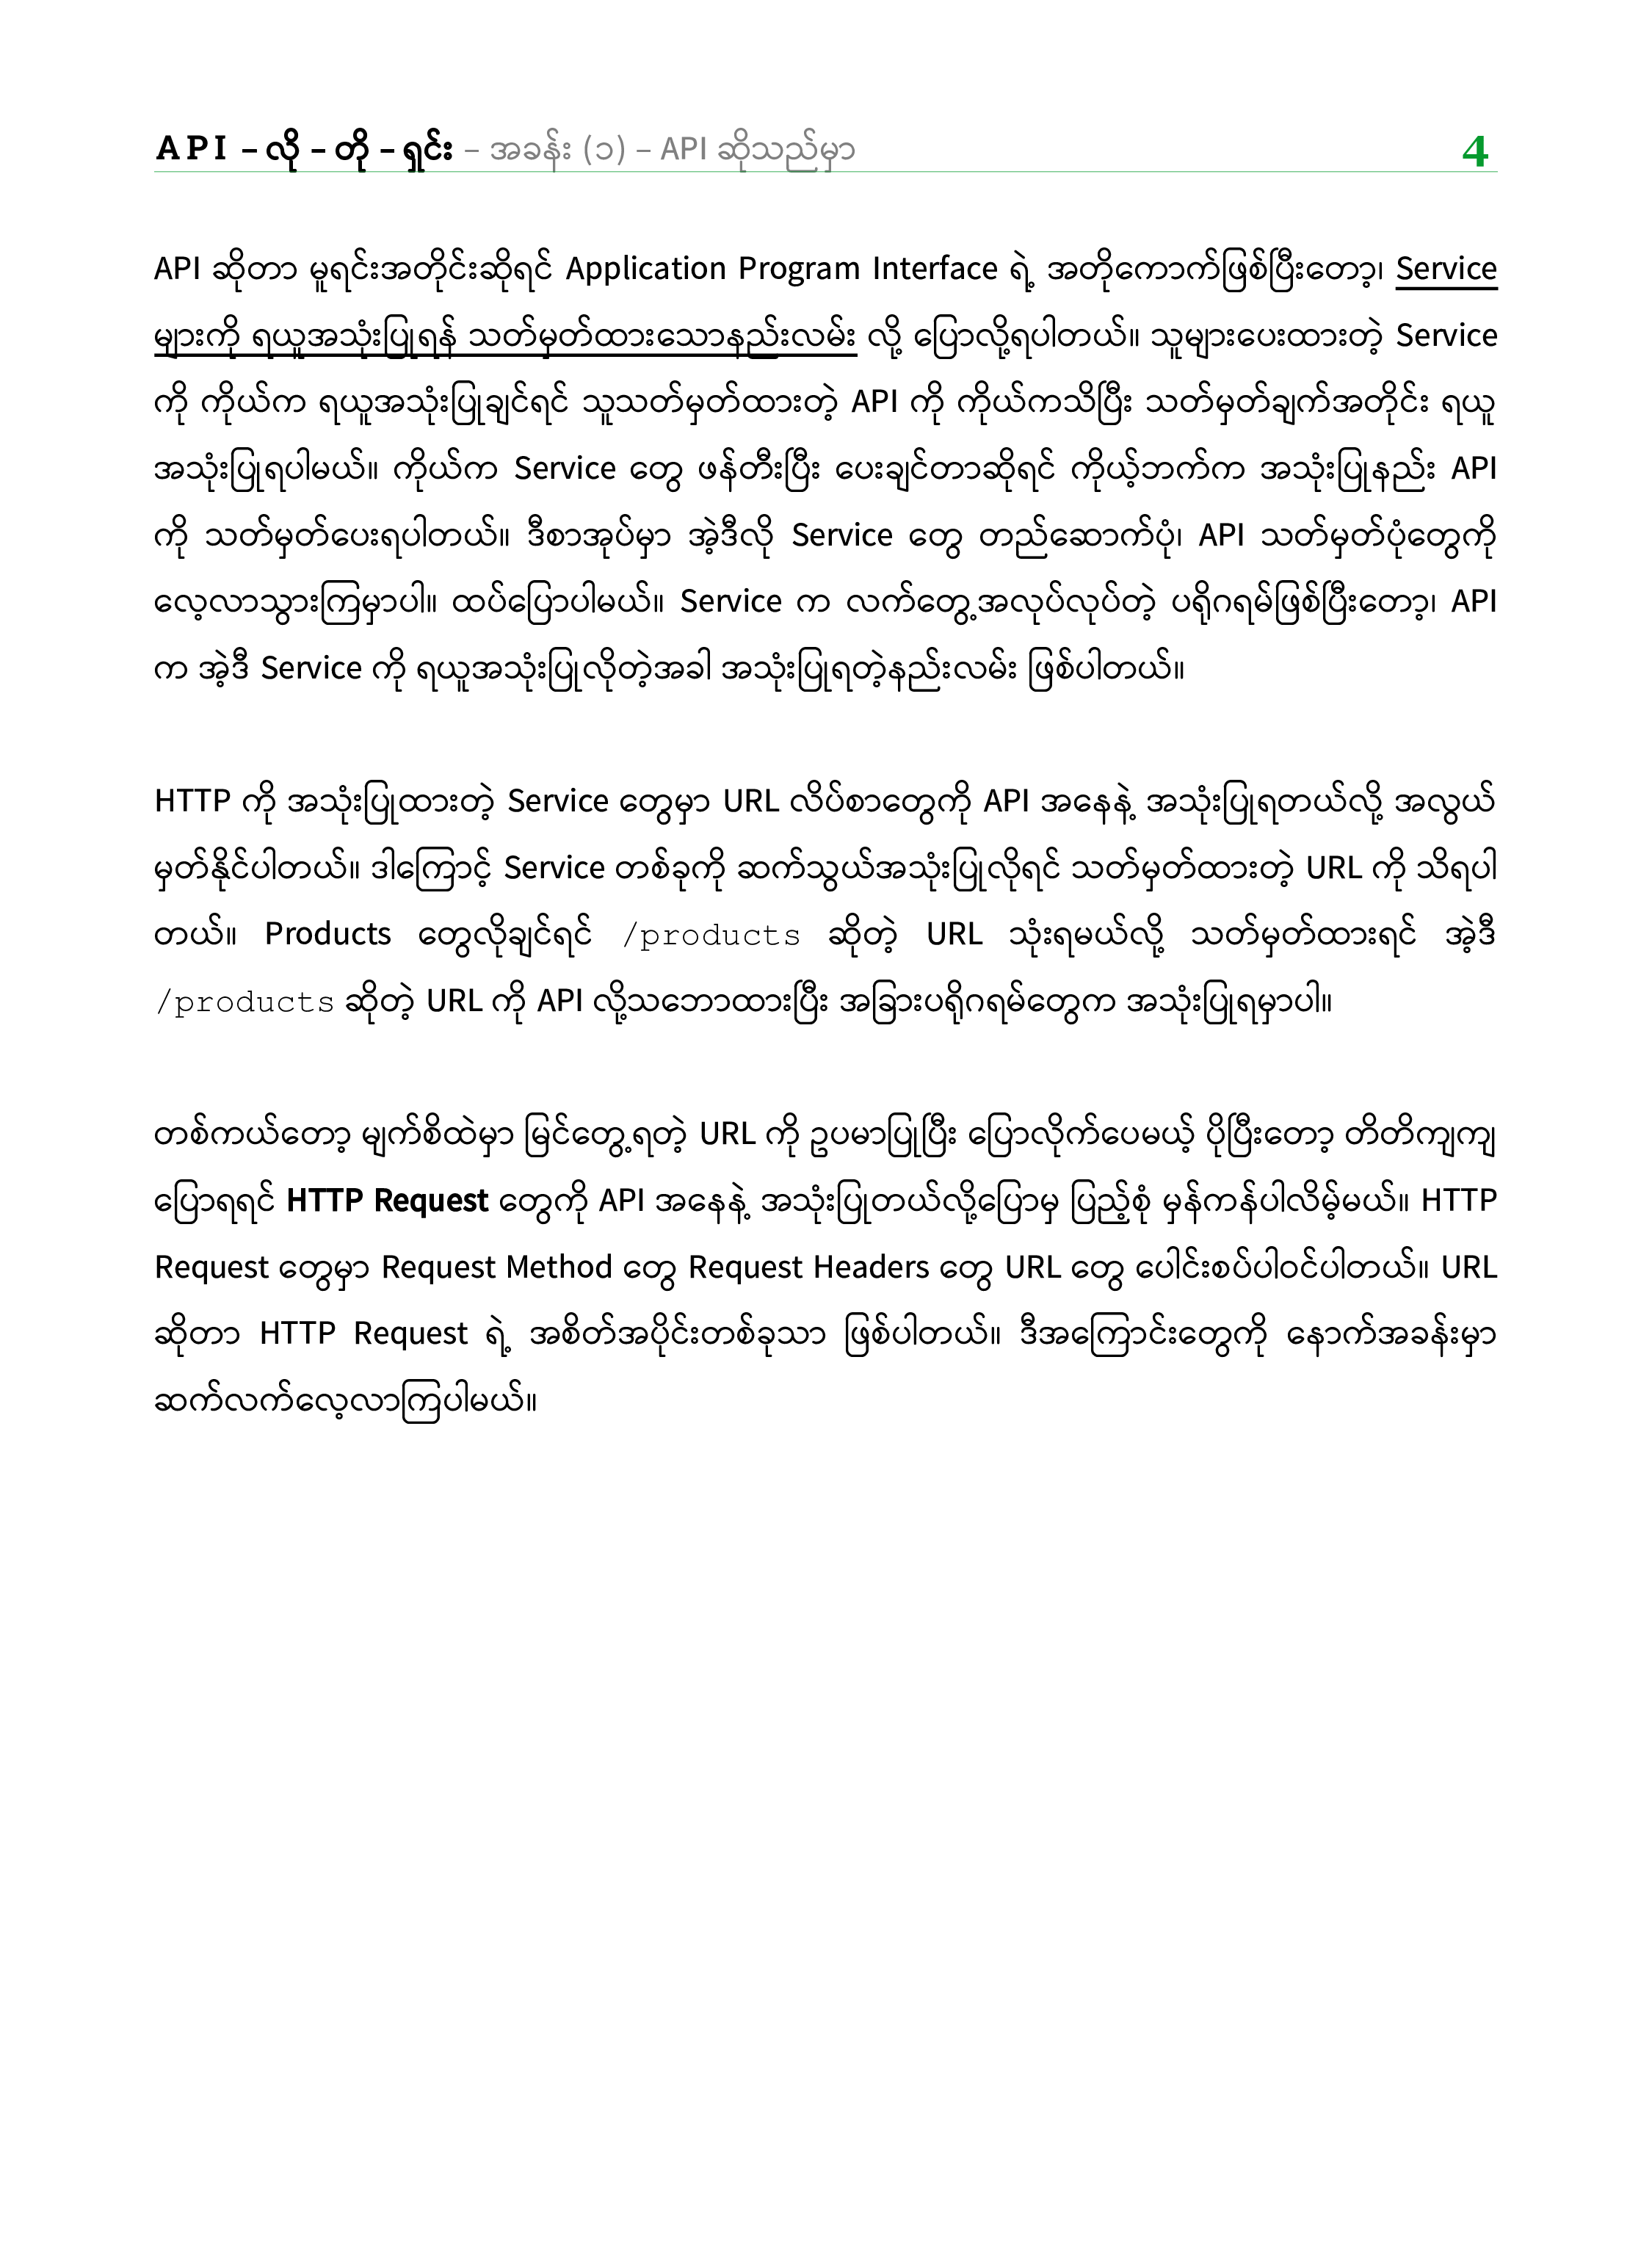 API – လို – တို – ရှင်း – အခန်း (၁) – API ဆိုသည်မှာ 4
API ဆိုတာ မူရင်းအတိုင်းဆိုရင် Application Program Interface ရဲ့ အတိုကောက်ဖြစ်ပြီးတော့၊ Service
များကို ရယူအသုံးပြုရန် သတ်မှတ်ထားသောနည်းလမ်း လို့ ပြောလို့ရပါတယ်။ သူများပေးထားတဲ့ Service
ကို ကိုယ်က ရယူအသုံးပြုချင်ရင် သူသတ်မှတ်ထားတဲ့ API ကို ကိုယ်ကသိပြီး သတ်မှတ်ချက်အတိုင်း ရယူ
အသုံးပြုရပါမယ်။ ကိုယ်က Service တွေ ဖန်တီးပြီး ပေးချင်တာဆိုရင် ကိုယ့်ဘက်က အသုံးပြုနည်း API
ကို သတ်မှတ်ပေးရပါတယ်။ ဒီစာအုပ်မှာ အဲ့ဒီလို Service တွေ တည်ဆောက်ပုံ၊ API သတ်မှတ်ပုံတွေကို
လေ့လာသွားကြမှာပါ။ ထပ်ပြောပါမယ်။ Service က လက်တွေ့အလုပ်လုပ်တဲ့ ပရိုဂရမ်ဖြစ်ပြီးတော့၊ API
က အဲ့ဒီ Service ကို ရယူအသုံးပြုလိုတဲ့အခါ အသုံးပြုရတဲ့နည်းလမ်း ဖြစ်ပါတယ်။
HTTP ကို အသုံးပြုထားတဲ့ Service တွေမှာ URL လိပ်စာတွေကို API အနေနဲ့ အသုံးပြုရတယ်လို့ အလွယ်
မှတ်နိုင်ပါတယ်။ ဒါကြောင့် Service တစ်ခုကို ဆက်သွယ်အသုံးပြုလိုရင် သတ်မှတ်ထားတဲ့ URL ကို သိရပါ
တယ်။ Products တွေလိုချင်ရင် /products ဆိုတဲ့ URL သုံးရမယ်လို့ သတ်မှတ်ထားရင် အဲ့ဒီ
/products ဆိုတဲ့ URL ကို API လို့သဘောထားပြီး အခြားပရိုဂရမ်တွေက အသုံးပြုရမှာပါ။
တစ်ကယ်တော့ မျက်စိထဲမှာ မြင်တွေ့ရတဲ့ URL ကို ဥပမာပြုပြီး ပြောလိုက်ပေမယ့် ပိုပြီးတော့ တိတိကျကျ
ပြောရရင် HTTP Request တွေကို API အနေနဲ့ အသုံးပြုတယ်လို့ပြောမှ ပြည့်စုံ မှန်ကန်ပါလိမ့်မယ်။ HTTP
Request တွေမှာ Request Method တွေ Request Headers တွေ URL တွေ ပေါင်းစပ်ပါဝင်ပါတယ်။ URL
ဆိုတာ HTTP Request ရဲ့ အစိတ်အပိုင်းတစ်ခုသာ ဖြစ်ပါတယ်။ ဒီအကြောင်းတွေကို နောက်အခန်းမှာ
ဆက်လက်လေ့လာကြပါမယ်။